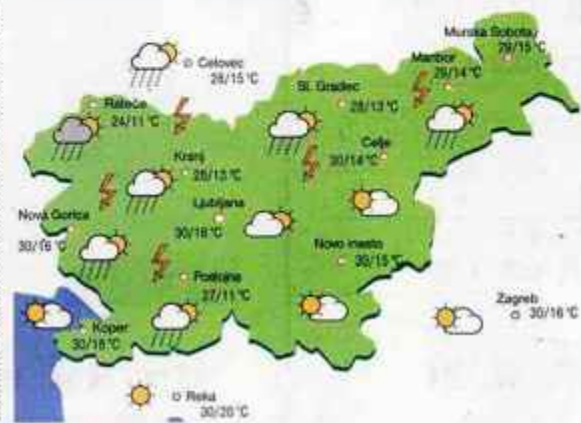 Murska Sobota
29/15 °C
Celovec
28/15 °C
Maribor
29/14 °C
Sl. Gradec
28/13 °C
Rateče
24/11 °C
Celje
30/14 °C
Kranj
28/13 °C
Ljubljana
30/16 °C
Nova Gorica
30/16 °C
Novo mesto
30/15 °C
Postojna
27/11 °C
Zagreb
30/16 °C
Koper
30/18 °C
Reka
30/20 °C